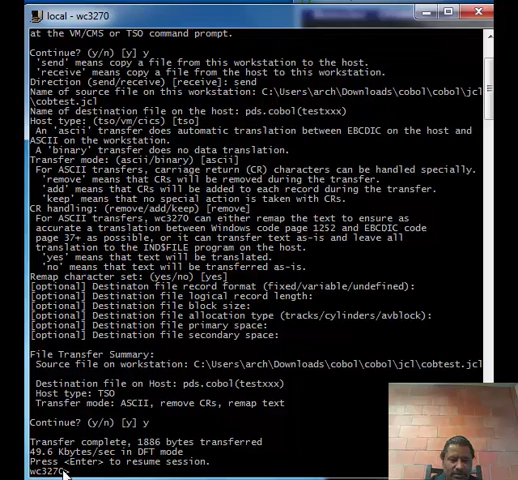 local - wc3270
at the VM/CMS or TSO command prompt.
Continue? (y/n) [y] y
'send' means copy a file from this workstation to the host.
'receive' means copy a file from the host to this workstation.
Direction (send/receive) [receive]: send
Name of source file on this workstation: C:\Users\arch\Downloads\cobol\cobol\jcl
\cobtest.jcl
Name of destination file on the host: pds.cobol(testxxx)
Host type: (tso/vm/cics) [tso]
An 'ascii' transfer does automatic translation between EBCDIC on the host and
ASCII on the workstation.
A 'binary' transfer does no data translation.
Transfer mode: (ascii/binary) [ascii]
For ASCII transfers, carriage return (CR) characters can be handled specially.
'remove' means that CRs will be removed during the transfer.
'add' means that CRs will be added to each record during the transfer.
'keep' means that no special action is taken with CRs.
CR handling: (remove/add/keep) [remove]
For ASCII transfers, wc3270 can either remap the text to ensure as
accurate a translation between Windows code page 1252 and EBCDIC code
page 37+ as possible, or it can transfer text as-is and leave all
translation to the IND$FILE program on the host.
'yes' means that text will be translated.
'no' means that text will be transferred as-is.
Remap character set: (yes/no) [yes]
[optional] Destination file record format (fixed/variable/undefined):
[optional] Destination file logical record length:
[optional] Destination file block size:
[optional] Destination file allocation type (tracks/cylinders/avblock):
[optional] Destination file primary space:
[optional] Destination file secondary space:
File Transfer Summary:
Source file on workstation: C:\Users\arch\Downloads\cobol\cobol\jcl\cobtest.jcl
Destination file on Host: pds.cobol(testxxx)
Host type: TSO
Transfer mode: ASCII, remove CRs, remap text
Continue? (y/n) [y] y
Transfer complete, 1886 bytes transferred
49.6 Kbytes/sec in DFT mode
Press <Enter> to resume session.
wc3270>